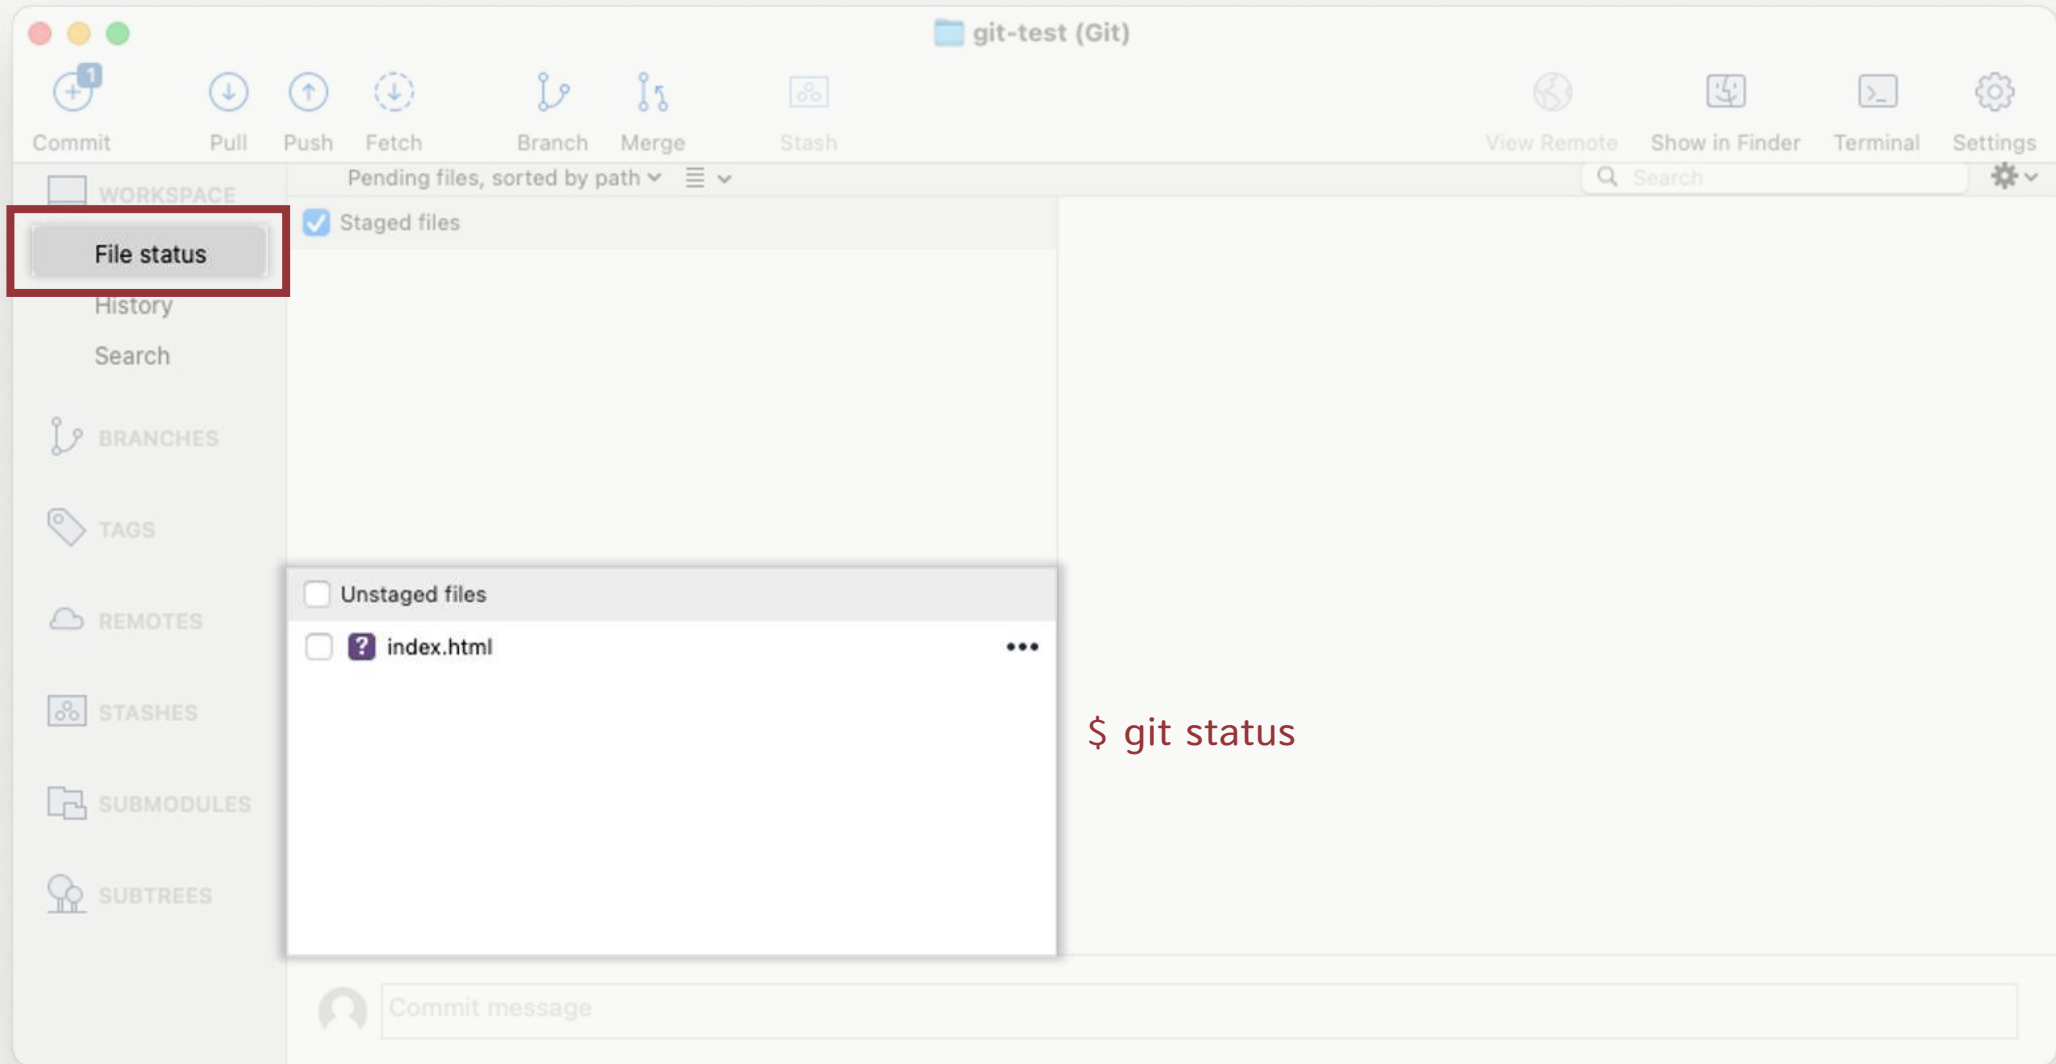 git-test (Git)
1
Commit Pull Push Fetch Branch Merge Stash View Remote Show in Finder Terminal Settings
WORKSPACE
Pending files, sorted by path
Search
File status
Staged files
History
Search
BRANCHES
TAGS
Unstaged files
REMOTES
? index.html •••
STASHES
$ git status
SUBMODULES
SUBTREES
Commit message